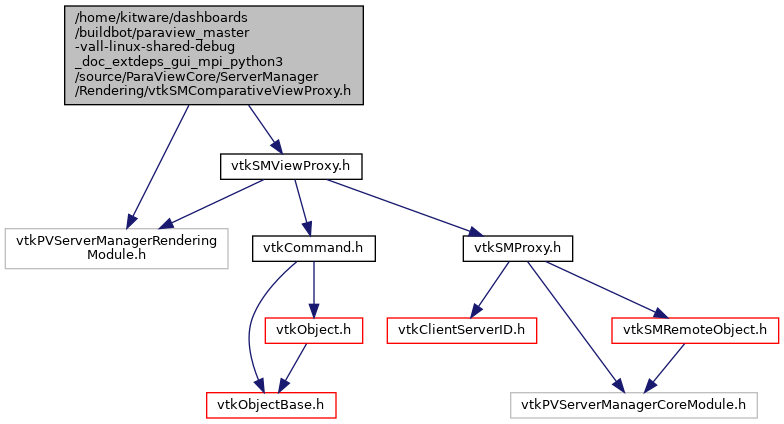 /home/kitware/dashboards
/buildbot/paraview_master
-vall-linux-shared-debug
_doc_extdeps_gui_mpi_python3
/source/ParaViewCore/ServerManager
/Rendering/vtkSMComparativeViewProxy.h
vtkSMViewProxy.h
vtkPVServerManagerRendering
Module.h
vtkCommand.h
vtkSMProxy.h
vtkObject.h
vtkClientServerID.h
vtkSMRemoteObject.h
vtkObjectBase.h
vtkPVServerManagerCoreModule.h